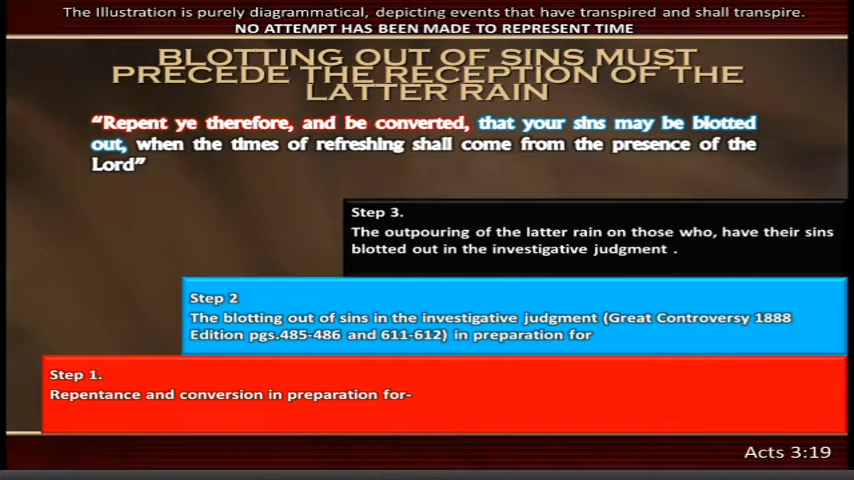 The Illustration is purely diagrammatical, depicting events that have transpired and shall transpire.
NO ATTEMPT HAS BEEN MADE TO REPRESENT TIME
BLOTTING OUT OF SINS MUST
PRECEDE THE RECEPTION OF THE
LATTER RAIN
“Repent ye therefore, and be converted, that your sins may be blotted
out, when the times of refreshing shall come from the presence of the
Lord”
Step 3.
The outpouring of the latter rain on those who, have their sins
blotted out in the investigative judgment .
Step 2
The blotting out of sins in the investigative judgment (Great Controversy 1888
Edition pgs.485-486 and 611-612) in preparation for
Step 1.
Repentance and conversion in preparation for-
Acts 3:19